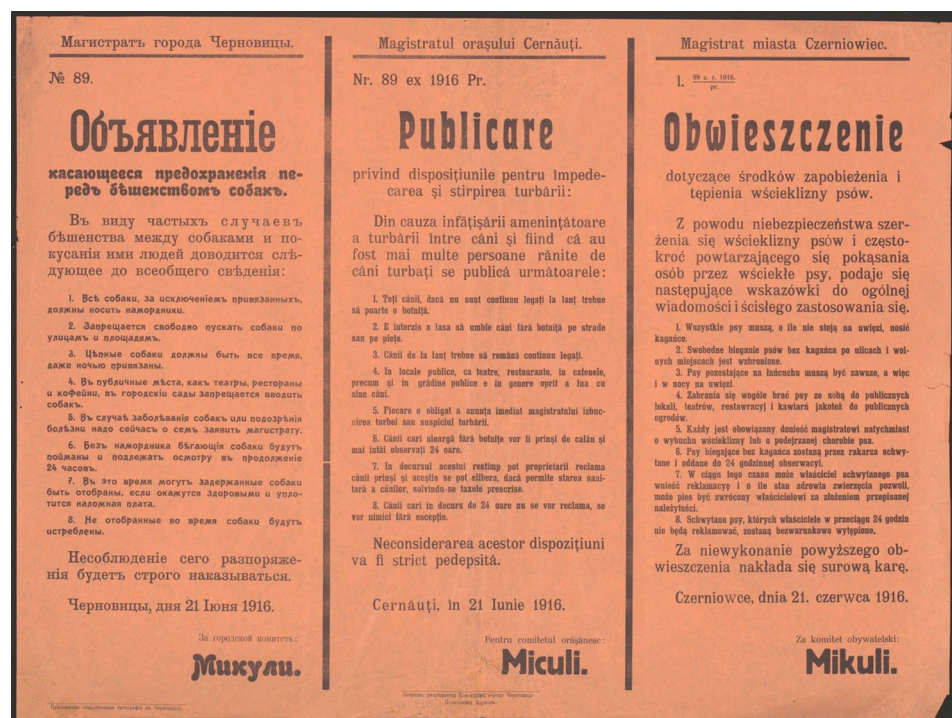 Магистратъ города Черновицы.
№ 89.
Объявленіе
касающееся предохраненія пе-
редъ бѣшенствомъ собакъ.
Въ виду частыхъ случаевъ
бѣшенства между собаками и по-
кусанія ими людей доводится слѣ-
дующее до всеобщего свѣденія:
1. Всѣ собаки, за исключеніемъ привязанныхъ,
должны носить намордники.
2. Запрещается свободно пускать собаки по
улицамъ и площадямъ.
3. Цѣпные собаки должны быть все время,
даже ночью привязаны.
4. Въ публичные мѣста, какъ театры, рестораны
и кофейни, въ городскіи сады запрещается вводить
собакъ.
5. Въ случаѣ заболѣванія собакъ или подозрѣнія
болѣзни надо сейчасъ о семъ заявить магистрату.
6. Безъ намордника бѣгающія собаки будутъ
пойманы и подлежатъ осмотру въ продолженіе
24 часовъ.
7. Въ это время могутъ задержанные собаки
быть отобраны, если окажутся здоровыми и упло-
тится наложная плата.
8. Не отобранные во время собаки будутъ
истреблены.
Несоблюденіе сего разпоряже-
нія будетъ строго наказываться.
Черновицы, дня 21 Іюня 1916.
За городской комитетъ:
Микули.
Magistratul orașului Cernăuți.
Nr. 89 ex 1916 Pr.
Publicare
privind dispozițiunile pentru împede-
carea și stirpirea turbării:
Din cauza înfățișării amenințătoare
a turbării între câni și fiind că au
fost mai multe persoane rănite de
câni turbați se publică următoarele:
1. Toți cânii, dacă nu sunt continuu legați la lanț trebue
să poarte o botniță.
2. E interzis a lasa să umble câni fără botniță pe strade
sau pe piețe.
3. Cânii de la lanț trebue să remână continuu legați.
4. In locale publice, ca teatre, restaurante, în cafenele,
precum și in grădine publice e in genere oprit a lua cu
sine câni.
5. Fiecare e obligat a anunța imediat magistratului izbuc-
nirea turbei sau suspiciul turbării.
6. Cânii cari aleargă fără botnițe vor fi prinși de calău și
mai întâi observați 24 oare.
7. In decursul acestui restimp pot proprietarii reclama
cânii prinși și aceștia se pot elibera, dacă permite starea sani-
tară a cânilor, solvindu-se taxele prescrise.
8. Cânii cari in decurs de 24 oare nu se vor reclama, se
vor nimici fără escepție.
Neconsiderarea acestor dispozițiuni
va fi strict pedepsită.
Cernăuți, în 21 Iunie 1916.
Pentru comitetul orășănesc:
Miculi.
Magistrat miasta Czerniowiec.
l. 89 z. r. 1916.
pr.
Obwieszczenie
dotyczące środków zapobieżenia i
tępienia wścieklizny psów.
Z powodu niebezpieczeństwa szer-
żenia się wścieklizny psów i często-
kroć powtarzającego się pokąsania
osób przez wściekłe psy, podaje się
następujące wskazówki do ogólnej
wiadomości i ścisłego zastosowania się.
1. Wszystkie psy muszą, o ile nie stoją na uwięzi, nosić
kagańce.
2. Swobodne bieganie psów bez kagańca po ulicach i wol-
nych miejscach jest wzbronione.
3. Psy pozostające na łańcuchu muszą być zawsze, a więc
i w nocy na uwięzi.
4. Zabrania się wogóle brać psy ze sobą do publicznych
lokali, teatrów, restauracyj i kawiarń jakoteż do publicznych
ogrodów.
5. Każdy jest obowiązany donieść magistratowi natychmiast
o wybuchu wścieklizny lub o podejrzanej chorobie psa.
6. Psy biegające bez kagańca zostaną przez rakarza schwy-
tane i oddane do 24 godzinnej obserwacyi.
7. W ciągu tego czasu może właściciel schwytanego psa
wnieść reklamacyę i o ile stan zdrowia zwierzęcia pozwoli,
może pies być zwrócony właścicielowi za złożeniem przepisanej
należytości.
8. Schwytane psy, których właściciele w przeciągu 24 godzin
nie będą reklamować, zostaną bezwarunkowo wytępione.
Za niewykonanie powyższego ob-
wieszczenia nakłada się surową karę.
Czerniowce, dnia 21. czerwca 1916.
Za komitet obywatelski:
Mikuli.